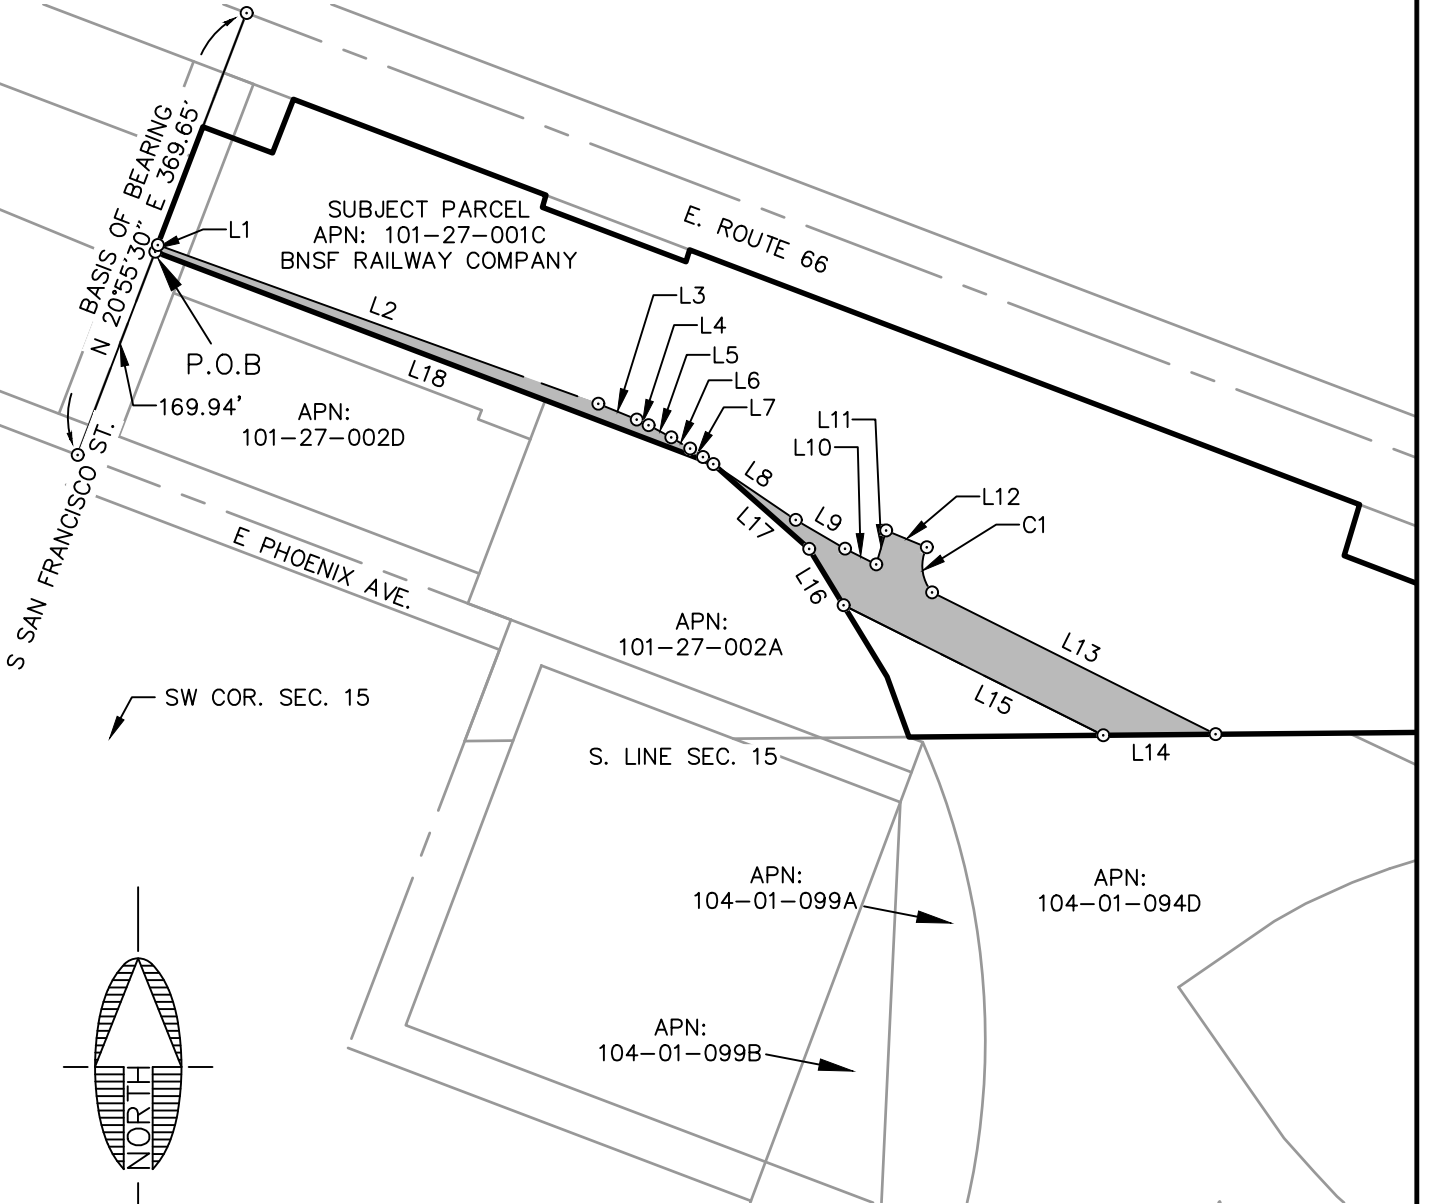 BASIS OF BEARING
N 20°55'30" E 369.65'
SUBJECT PARCEL
APN: 101-27-001C
BNSF RAILWAY COMPANY
E. ROUTE 66
L1
L2
L3
L4
L5
L6
L7
L18
P.O.B
169.94'
APN:
101-27-002D
L11
L10
L8
L9
L12
C1
L17
L16
S SAN FRANCISCO ST.
E PHOENIX AVE.
APN:
101-27-002A
L13
L15
L14
SW COR. SEC. 15
S. LINE SEC. 15
APN:
104-01-099A
APN:
104-01-094D
APN:
104-01-099B
NORTH